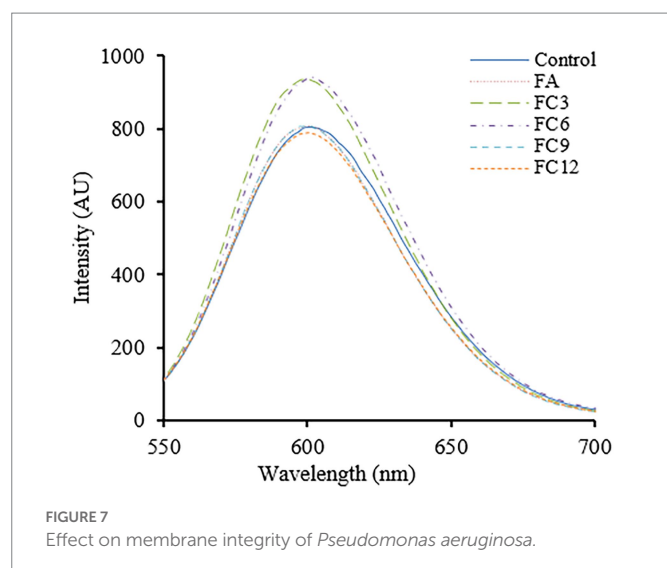 1000
800
600
400
200
0
Intensity (AU)
550 600 650 700
Wavelength (nm)
Control
FA
FC3
FC6
FC9
FC12
FIGURE 7
Effect on membrane integrity of Pseudomonas aeruginosa.